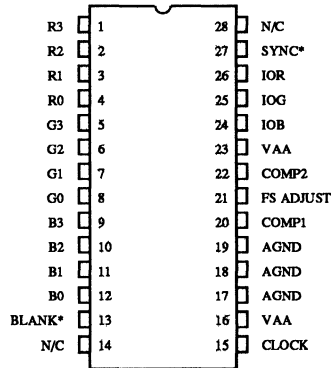 R3 1 28 N/C
R2 2 27 SYNC*
R1 3 26 IOR
R0 4 25 IOG
G3 5 24 IOB
G2 6 23 VAA
G1 7 22 COMP2
G0 8 21 FS ADJUST
B3 9 20 COMP1
B2 10 19 AGND
B1 11 18 AGND
B0 12 17 AGND
BLANK* 13 16 VAA
N/C 14 15 CLOCK